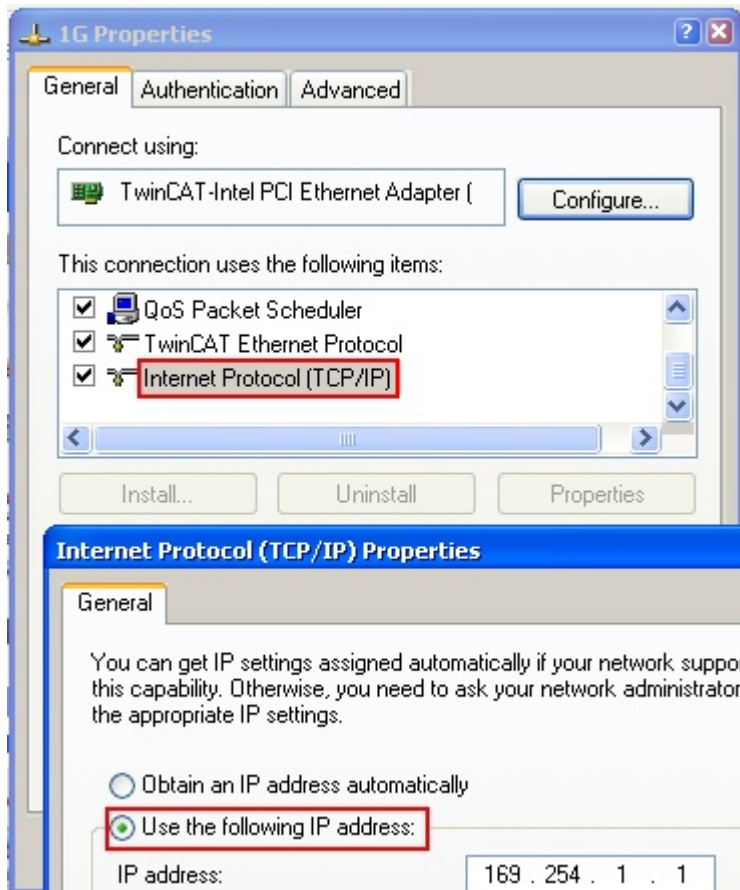 1G Properties
General Authentication Advanced
Connect using:
TwinCAT-Intel PCI Ethernet Adapter (
Configure...
This connection uses the following items:
QoS Packet Scheduler
TwinCAT Ethernet Protocol
Internet Protocol (TCP/IP)
Install... Uninstall Properties
Internet Protocol (TCP/IP) Properties
General
You can get IP settings assigned automatically if your network suppo
this capability. Otherwise, you need to ask your network administrator
the appropriate IP settings.
Obtain an IP address automatically
Use the following IP address:
IP address: 169 . 254 . 1 . 1